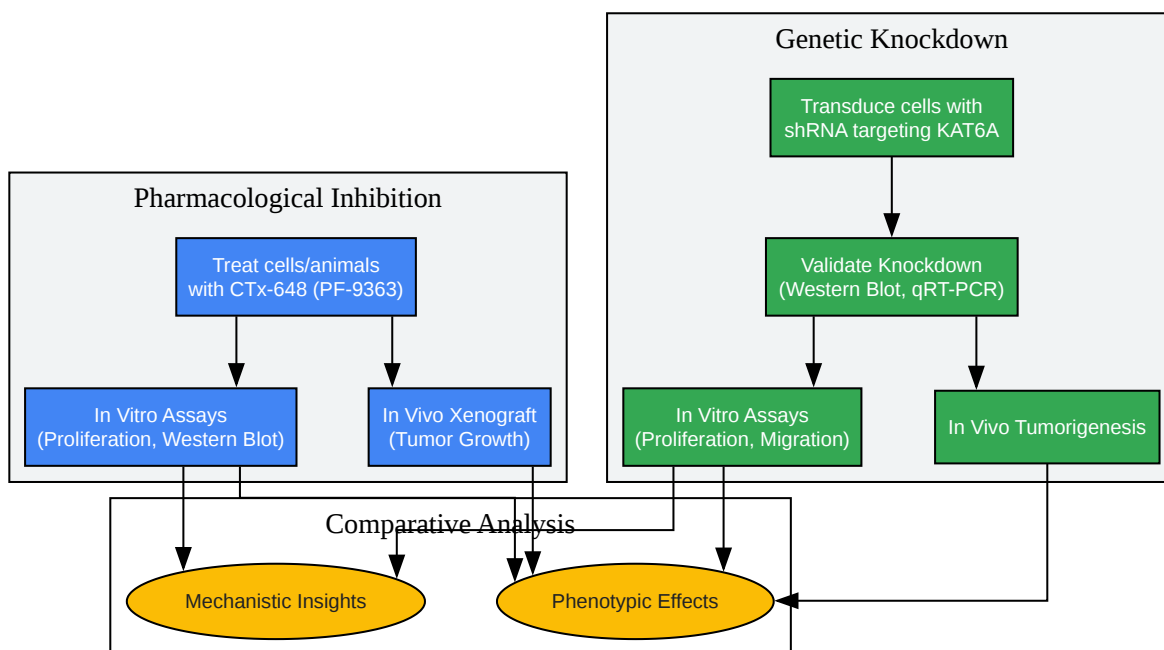 Genetic Knockdown
Transduce cells with
shRNA targeting KAT6A
Pharmacological Inhibition
Treat cells/animals
with CTx-648 (PF-9363)
Validate Knockdown
(Western Blot, qRT-PCR)
In Vitro Assays
(Proliferation, Western Blot)
In Vivo Xenograft
(Tumor Growth)
In Vitro Assays
(Proliferation, Migration)
In Vivo Tumorigenesis
Comparative Analysis
Mechanistic Insights
Phenotypic Effects